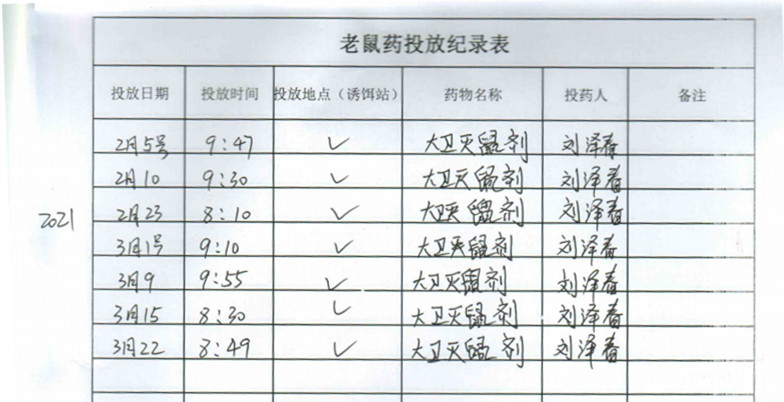 老鼠药投放纪录表
投放日期 投放时间 投放地点（诱饵站） 药物名称 投药人 备注
2月5号 9:47 ✓ 大卫灭鼠剂 刘泽春
2月10 9:30 ✓ 大卫灭鼠剂 刘泽春
2021 2月23 8:10 ✓ 大卫灭鼠剂 刘泽春
3月1号 9:10 ✓ 大卫灭鼠剂 刘泽春
3月9 9:55 ✓ 大卫灭鼠剂 刘泽春
3月15 8:30 ✓ 大卫灭鼠剂 刘泽春
3月22 8:49 ✓ 大卫灭鼠剂 刘泽春